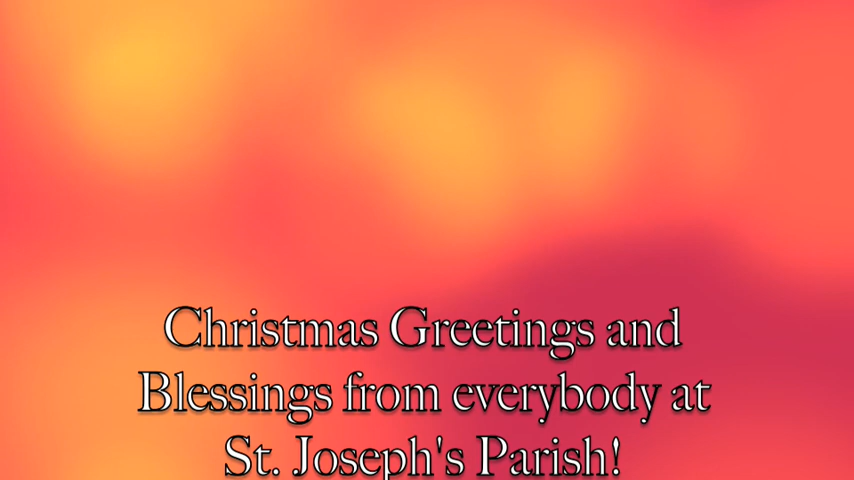 Christmas Greetings and
Blessings from everybody at
St. Joseph's Parish!